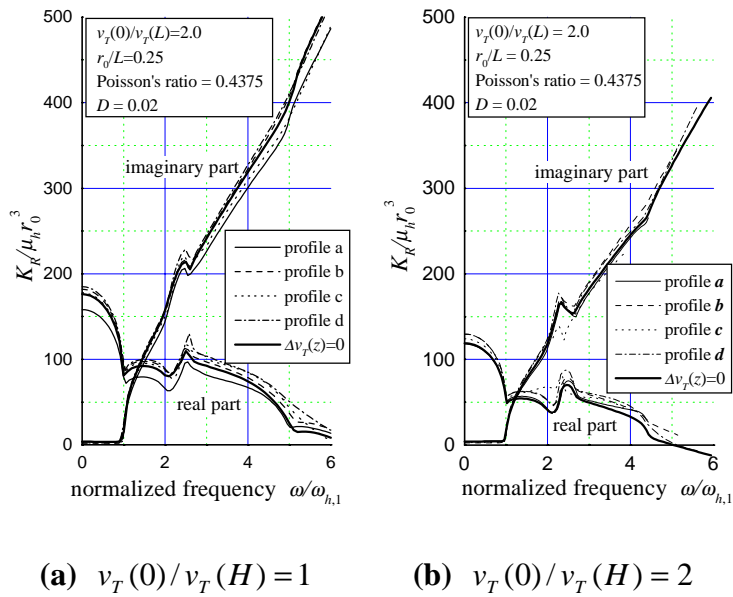 500
400
300
200
100
0
K_R/μ_h r_0^3
v_T(0)/v_T(L)=2.0
r_0/L=0.25
Poisson's ratio = 0.4375
D = 0.02
imaginary part
profile a
profile b
profile c
profile d
Δv_T(z)=0
real part
0 2 4 6
normalized frequency ω/ω_{h,1}
(a) v_T(0)/v_T(H)=1
500
400
300
200
100
0
K_R/μ_h r_0^3
v_T(0)/v_T(L) = 2.0
r_0/L = 0.25
Poisson's ratio = 0.4375
D = 0.02
imaginary part
profile a
profile b
profile c
profile d
Δv_T(z)=0
real part
0 2 4 6
normalized frequency ω/ω_{h,1}
(b) v_T(0)/v_T(H)=2